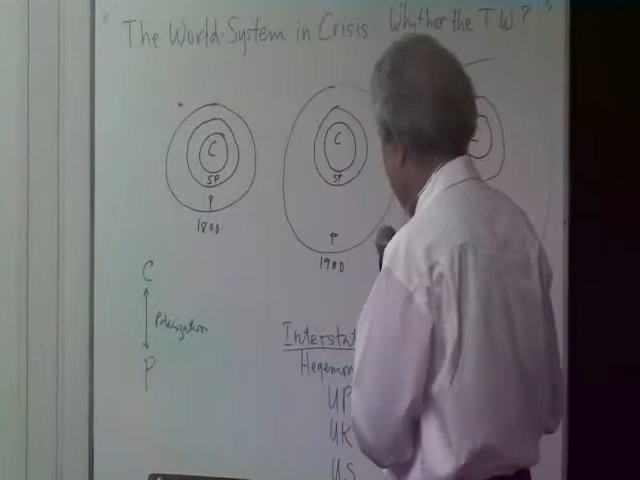 " The World-System in Crisis - Whither the TW? "
C
SP
P
1800
C
SP
P
1900
C
Polarization
P
Interstat
Hegemon
UP
UK
US